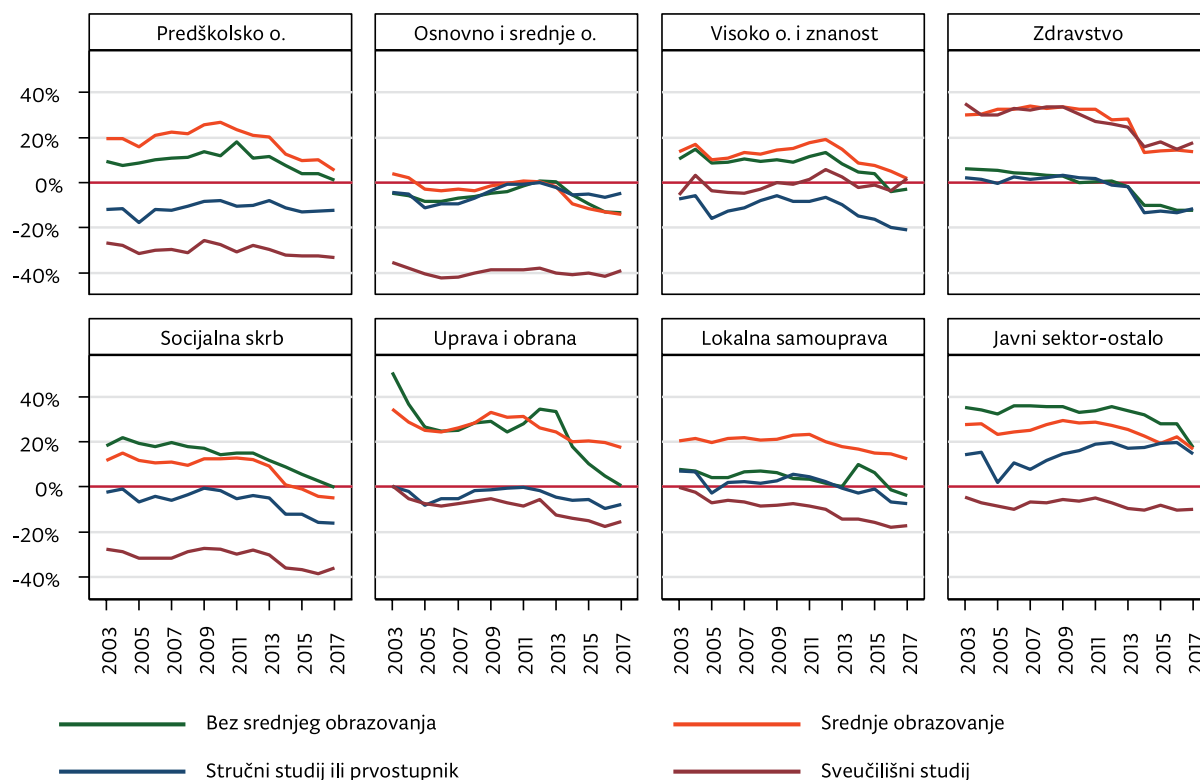 Predškolsko o.
Osnovno i srednje o.
Visoko o. i znanost
Zdravstvo
40%
20%
0%
-20%
-40%
Socijalna skrb
Uprava i obrana
Lokalna samouprava
Javni sektor-ostalo
40%
20%
0%
-20%
-40%
2003 2005 2007 2009 2011 2013 2015 2017
2003 2005 2007 2009 2011 2013 2015 2017
2003 2005 2007 2009 2011 2013 2015 2017
2003 2005 2007 2009 2011 2013 2015 2017
Bez srednjeg obrazovanja
Srednje obrazovanje
Stručni studij ili prvostupnik
Sveučilišni studij